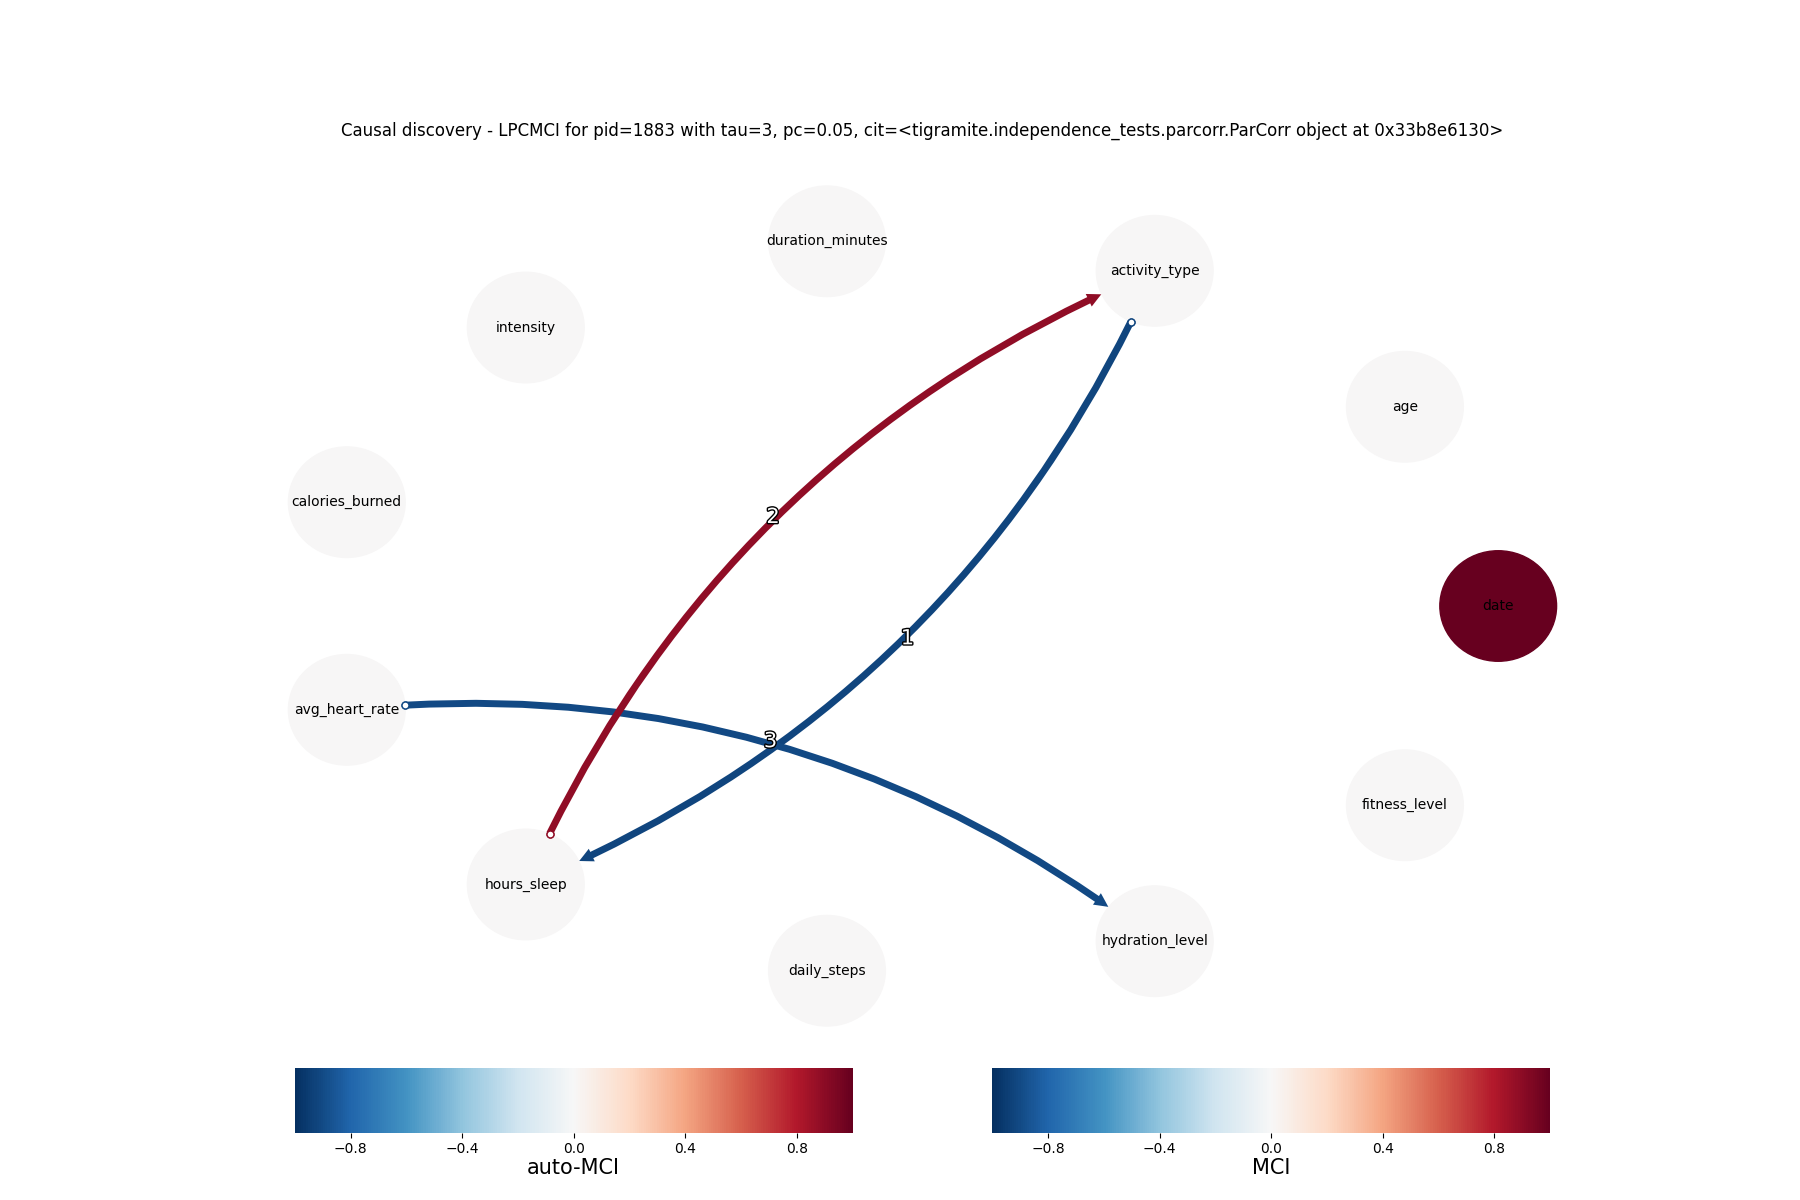 Causal discovery - LPCMCI for pid=1883 with tau=3, pc=0.05, cit=<tigramite.independence_tests.parcorr.ParCorr object at 0x33b8e6130>
duration_minutes
activity_type
intensity
age
calories_burned
2
date
1
avg_heart_rate
3
fitness_level
hours_sleep
hydration_level
daily_steps
−0.8 −0.4 0.0 0.4 0.8
auto-MCI
−0.8 −0.4 0.0 0.4 0.8
MCI